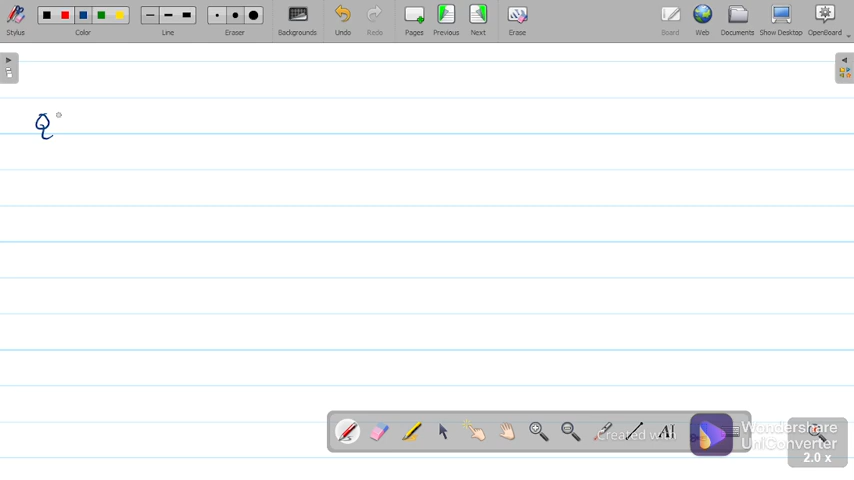 Stylus Color Line Eraser Backgrounds Undo Redo Pages Previous Next Erase Board Web Documents Show Desktop OpenBoard
Q
AI
Created with Wondershare
UniConverter
2.0 x